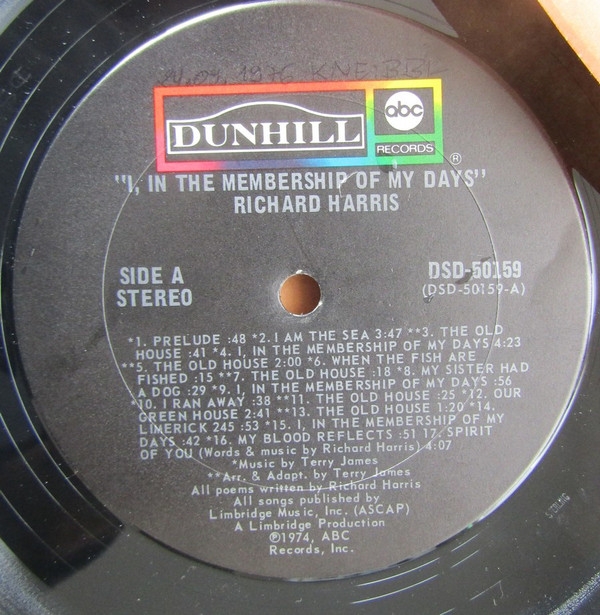 DUNHILL
abc
RECORDS
®
"I, IN THE MEMBERSHIP OF MY DAYS"
RICHARD HARRIS
SIDE A
STEREO
DSD-50159
(DSD-50159-A)
*1. PRELUDE :48 *2. I AM THE SEA 3:47 **3. THE OLD
HOUSE :41 *4. I, IN THE MEMBERSHIP OF MY DAYS 4:23
**5. THE OLD HOUSE 2:00 *6. WHEN THE FISH ARE
FISHED :15 **7. THE OLD HOUSE :18 *8. MY SISTER HAD
A DOG :29 *9. I, IN THE MEMBERSHIP OF MY DAYS :56
*10. I RAN AWAY :38 **11. THE OLD HOUSE :25 *12. OUR
GREEN HOUSE 2:41 **13. THE OLD HOUSE 1:20 *14.
LIMERICK 245 :53 *15. I, IN THE MEMBERSHIP OF MY
DAYS :42 *16. MY BLOOD REFLECTS :51 17. SPIRIT
OF YOU (Words & music by Richard Harris) 4:07
*Music by Terry James
**Arr. & Adapt. by Terry James
All poems written by Richard Harris
All songs published by
Limbridge Music, Inc. (ASCAP)
A Limbridge Production
℗1974, ABC
Records, Inc.